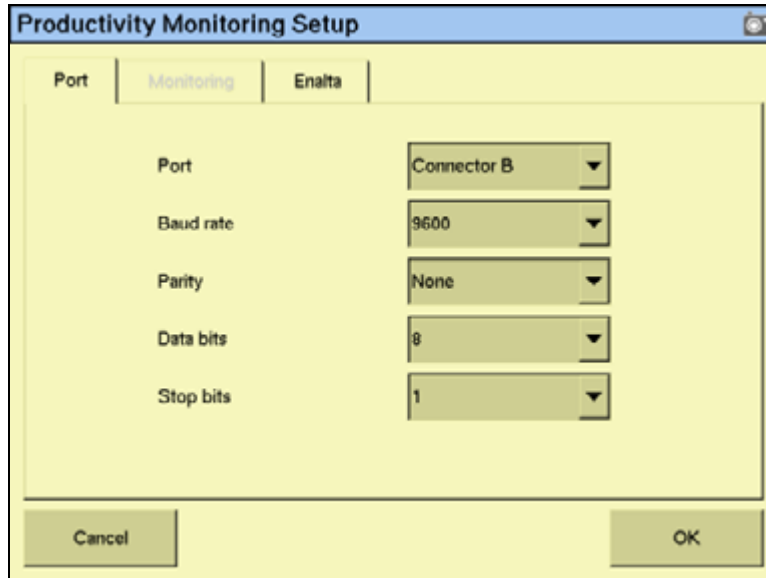 Productivity Monitoring Setup
Port Monitoring Enalta
Port Connector B
Baud rate 9600
Parity None
Data bits 8
Stop bits 1
Cancel OK